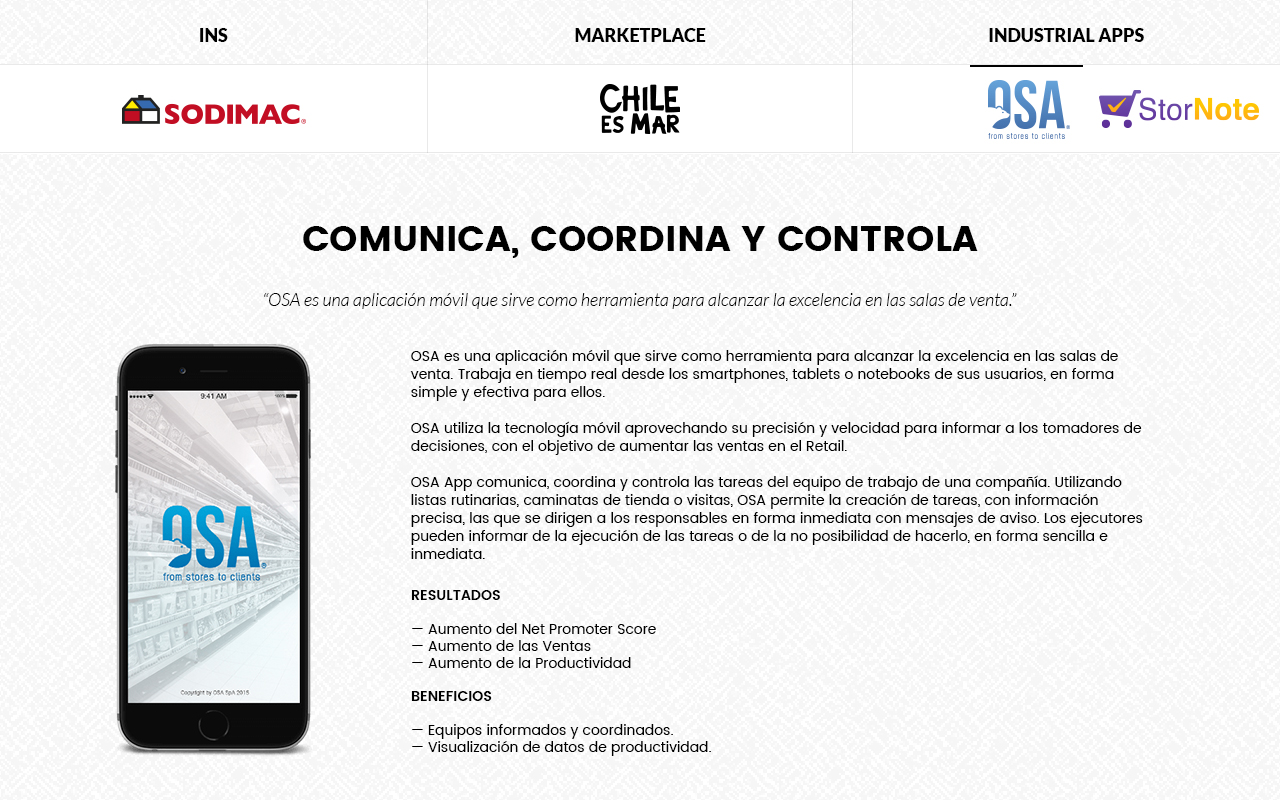 INS
MARKETPLACE
INDUSTRIAL APPS
SODIMAC®
CHILE
ES MAR
OSA®
from stores to clients
StorNote
COMUNICA, COORDINA Y CONTROLA
“OSA es una aplicación móvil que sirve como herramienta para alcanzar la excelencia en las salas de venta.”
9:41 AM
100%
OSA®
from stores to clients
Copyright by OSA SpA 2015
OSA es una aplicación móvil que sirve como herramienta para alcanzar la excelencia en las salas de
venta. Trabaja en tiempo real desde los smartphones, tablets o notebooks de sus usuarios, en forma
simple y efectiva para ellos.
OSA utiliza la tecnología móvil aprovechando su precisión y velocidad para informar a los tomadores de
decisiones, con el objetivo de aumentar las ventas en el Retail.
OSA App comunica, coordina y controla las tareas del equipo de trabajo de una compañía. Utilizando
listas rutinarias, caminatas de tienda o visitas, OSA permite la creación de tareas, con información
precisa, las que se dirigen a los responsables en forma inmediata con mensajes de aviso. Los ejecutores
pueden informar de la ejecución de las tareas o de la no posibilidad de hacerlo, en forma sencilla e
inmediata.
RESULTADOS
— Aumento del Net Promoter Score
— Aumento de las Ventas
— Aumento de la Productividad
BENEFICIOS
— Equipos informados y coordinados.
— Visualización de datos de productividad.